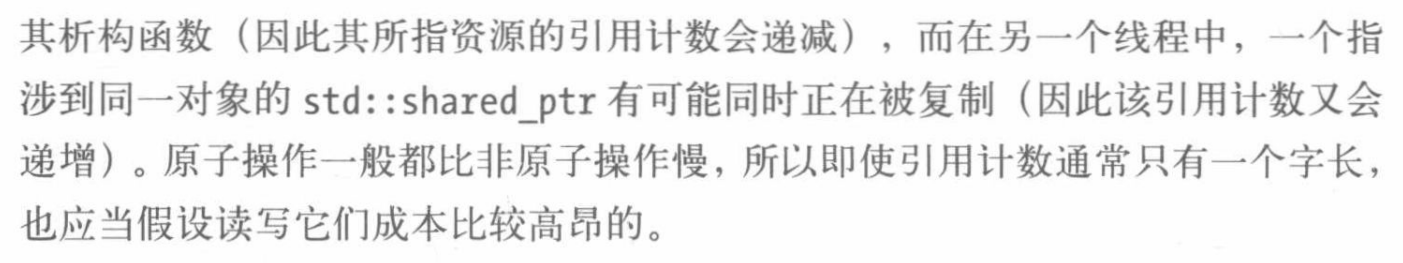 其析构函数（因此其所指资源的引用计数会递减），而在另一个线程中，一个指
涉到同一对象的 std::shared_ptr 有可能同时正在被复制（因此该引用计数又会
递增）。原子操作一般都比非原子操作慢，所以即使引用计数通常只有一个字长，
也应当假设读写它们成本比较高昂的。